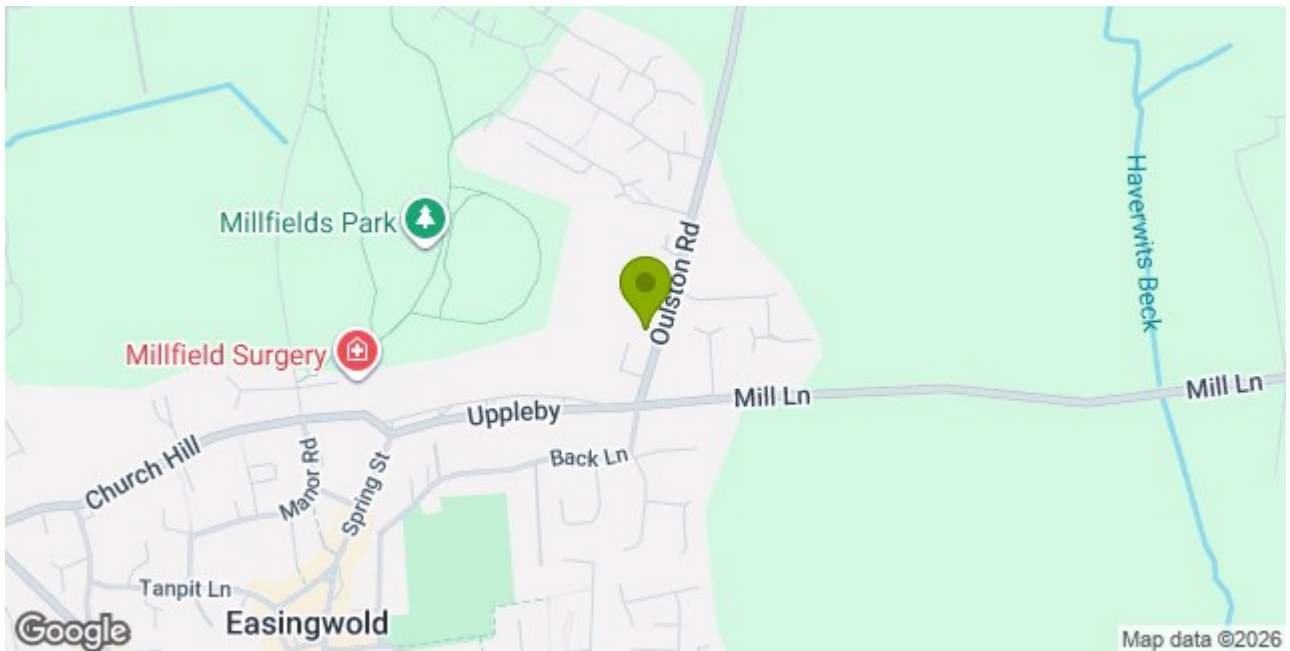 Millfields Park
Oulston Rd
Haverwits Beck
Millfield Surgery
Mill Ln
Mill Ln
Uppleby
Church Hill
Manor Rd
Spring St
Back Ln
Tanpit Ln
Easingwold
Google
Map data ©2026